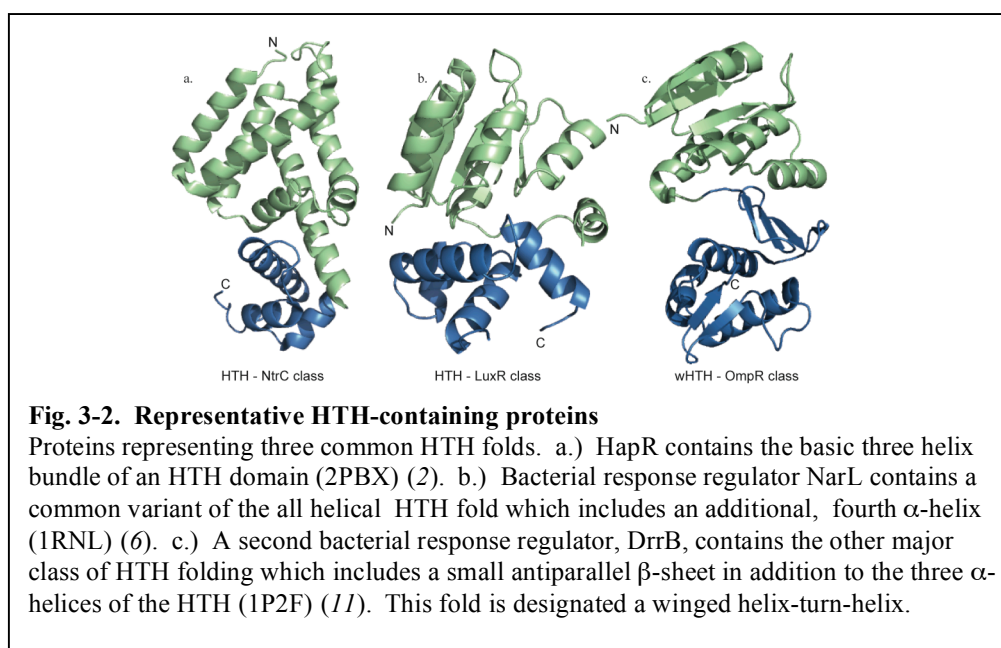 N
a.
C
HTH - NtrC class
b.
N
C
HTH - LuxR class
c.
N
C
wHTH - OmpR class
Fig. 3-2. Representative HTH-containing proteins
Proteins representing three common HTH folds. a.) HapR contains the basic three helix
bundle of an HTH domain (2PBX) (2). b.) Bacterial response regulator NarL contains a
common variant of the all helical HTH fold which includes an additional, fourth α-helix
(1RNL) (6). c.) A second bacterial response regulator, DrrB, contains the other major
class of HTH folding which includes a small antiparallel β-sheet in addition to the three α-
helices of the HTH (1P2F) (11). This fold is designated a winged helix-turn-helix.